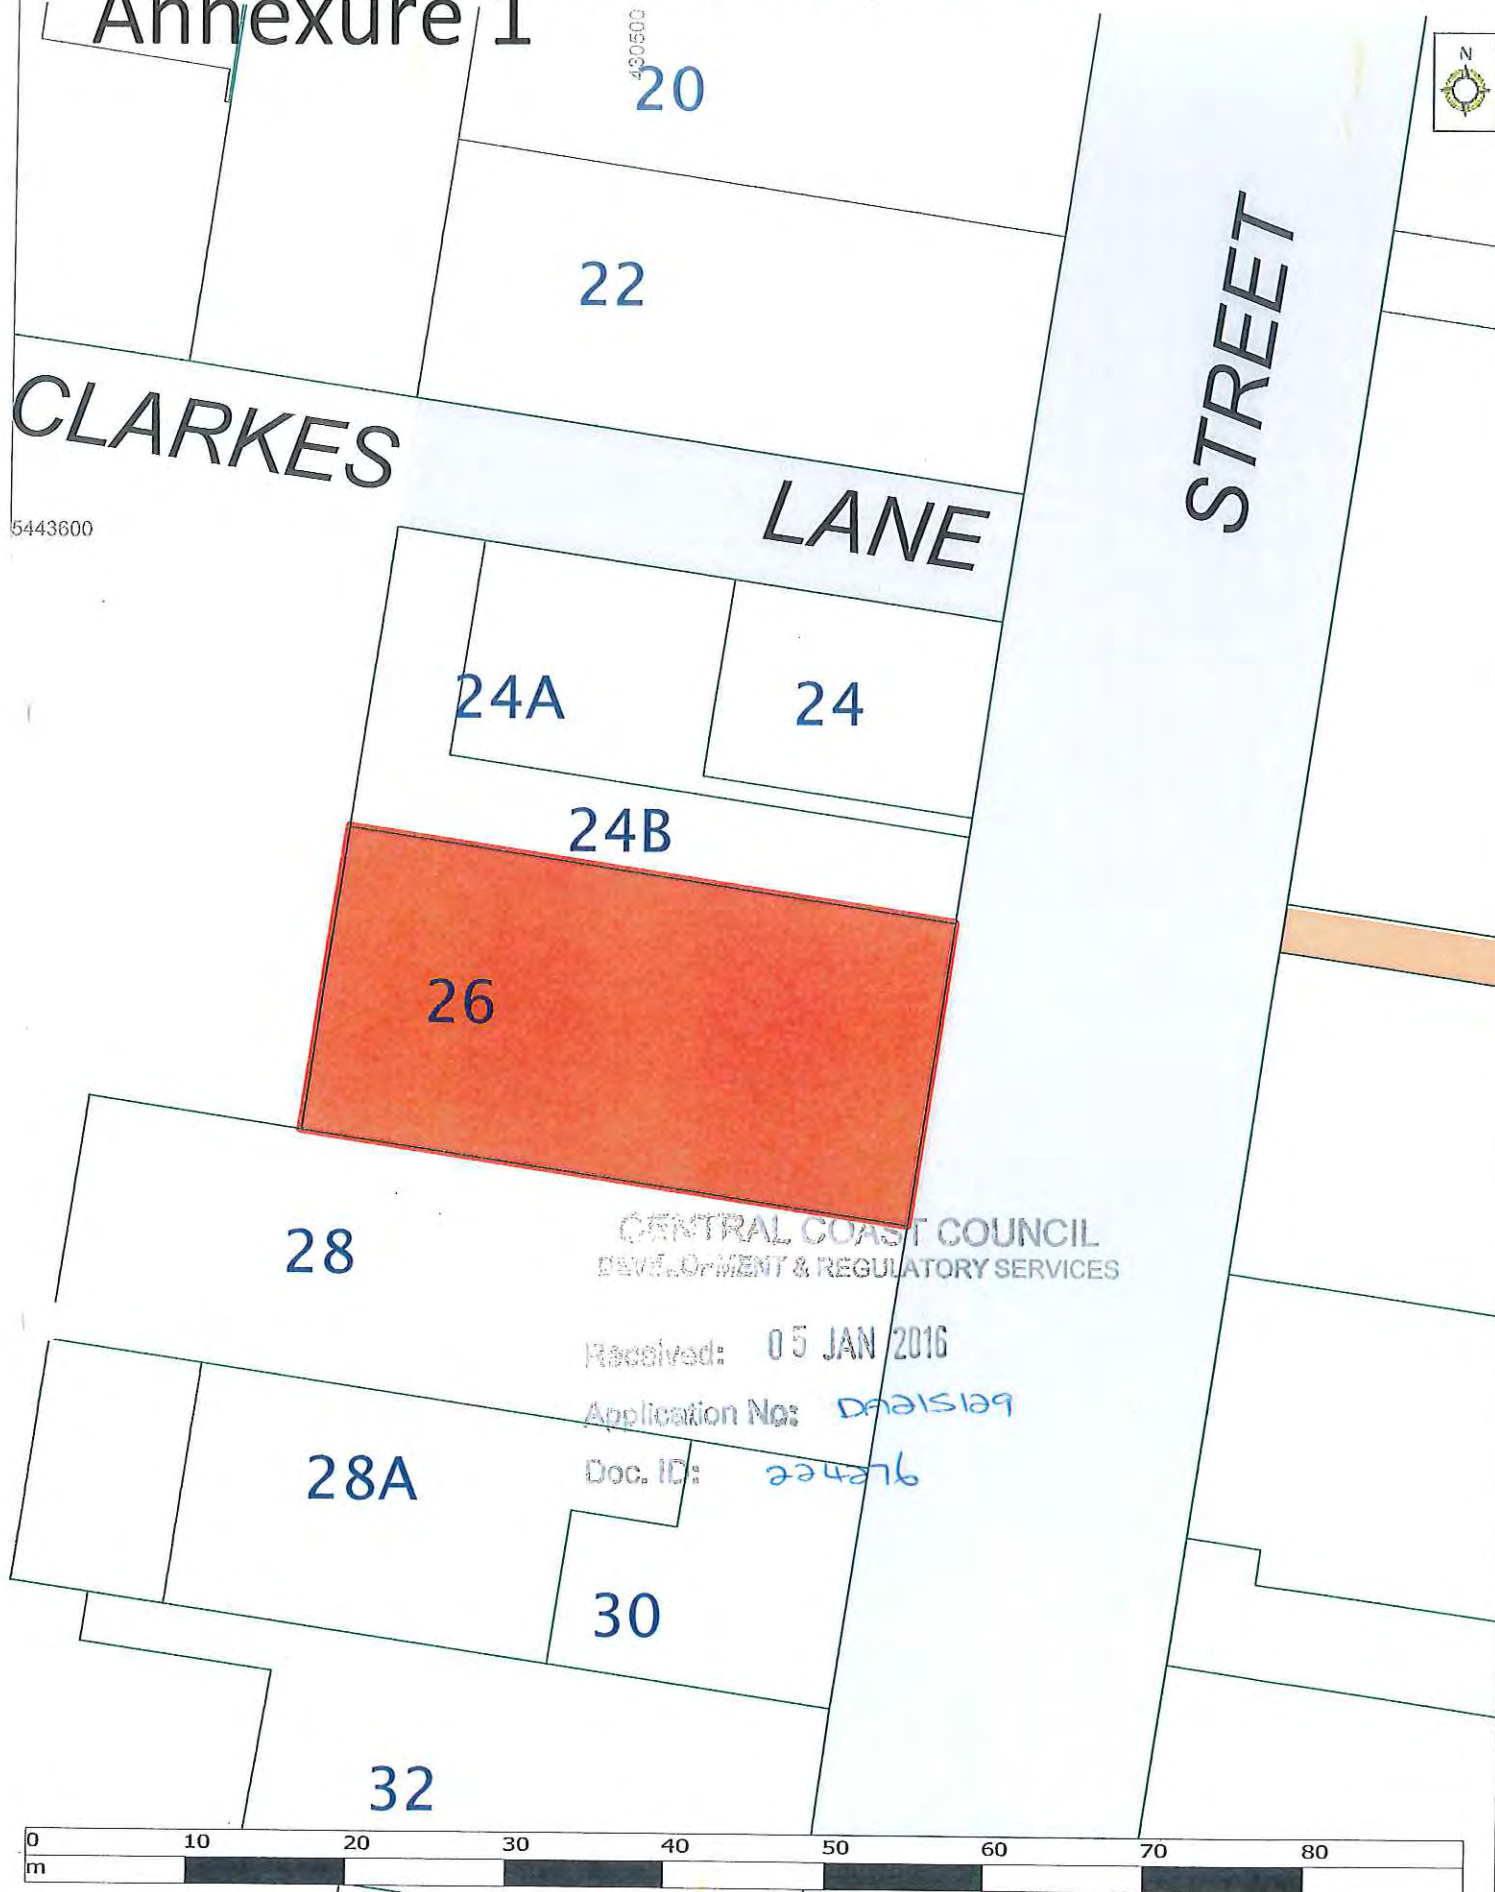 Annexure 1
430500
20
N
22
STREET
CLARKES LANE
5443600
24A
24
24B
26
28
CENTRAL COAST COUNCIL
DEVELOPMENT & REGULATORY SERVICES
Received: 05 JAN 2016
Application No: DA215129
Doc. ID: 224276
28A
30
32
0 10 20 30 40 50 60 70 80
m